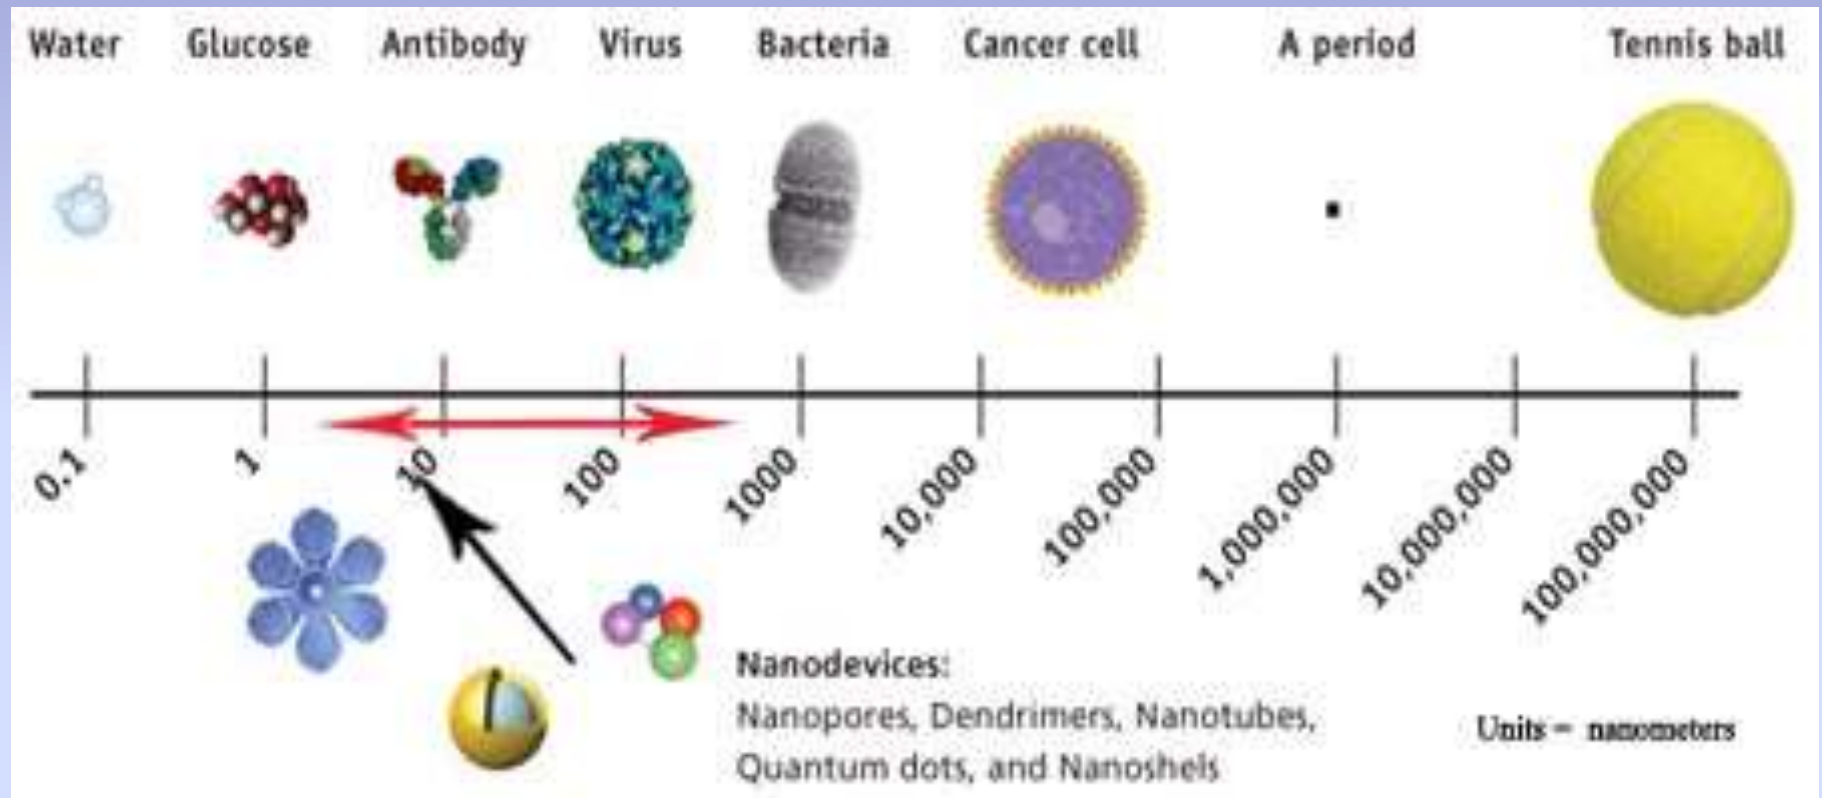 Water Glucose Antibody Virus Bacteria Cancer cell A period Tennis ball
0.1 1 10 100 1000 10,000 100,000 1,000,000 10,000,000 100,000,000
Nanodevices:
Nanopores, Dendrimers, Nanotubes,
Quantum dots, and Nanoshels
Units = nanometers